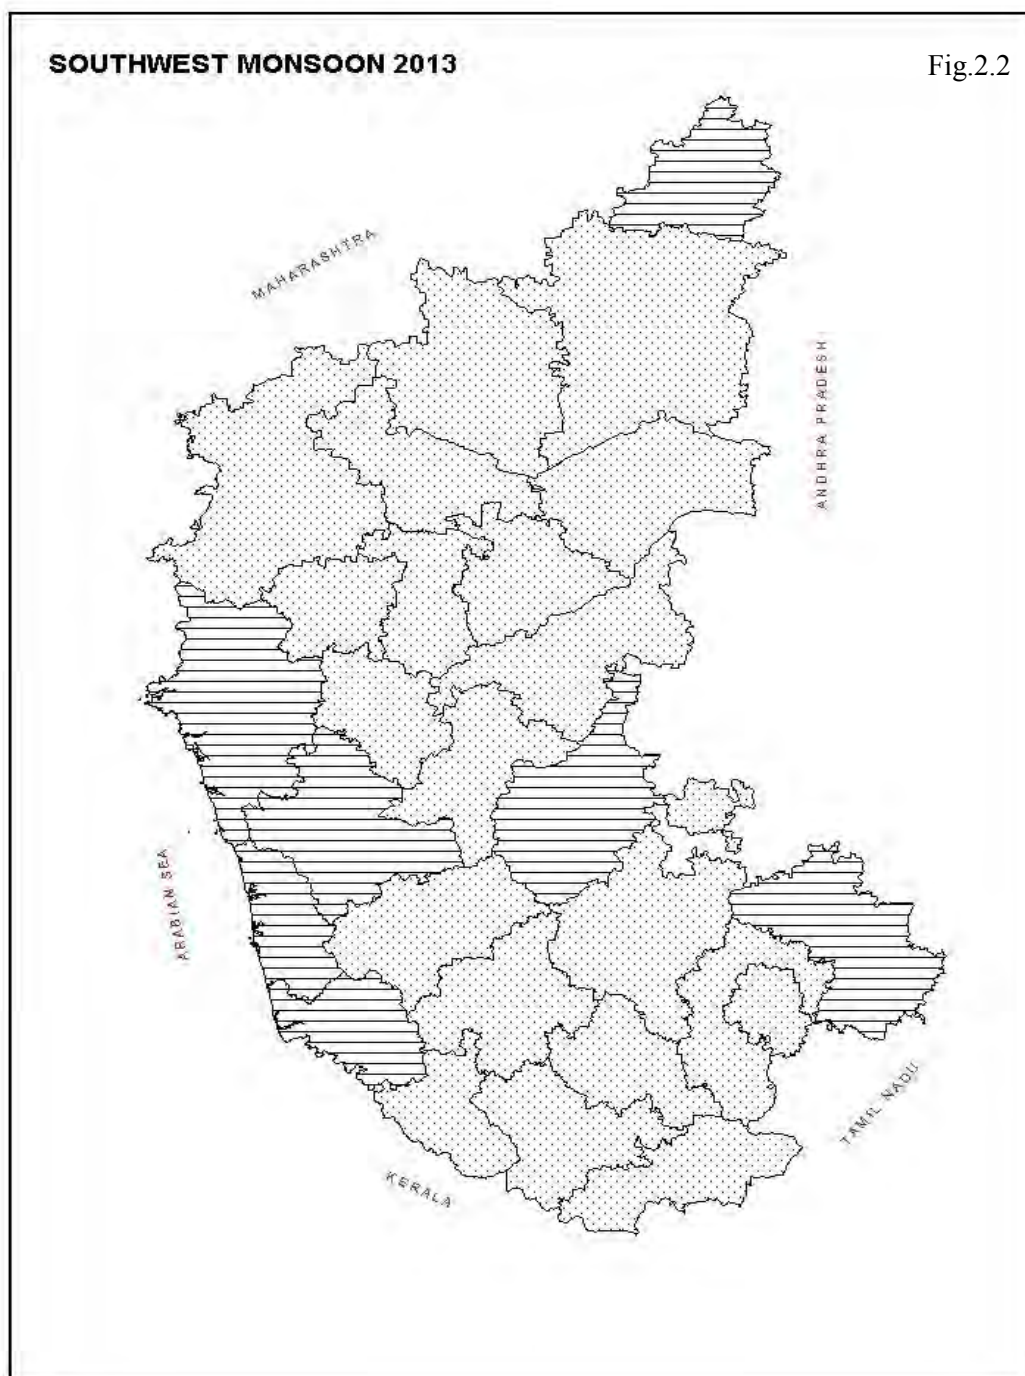 SOUTHWEST MONSOON 2013
Fig.2.2
MAHARASHTRA
ANDHRA PRADESH
ARABIAN SEA
TAMIL NADU
KERALA